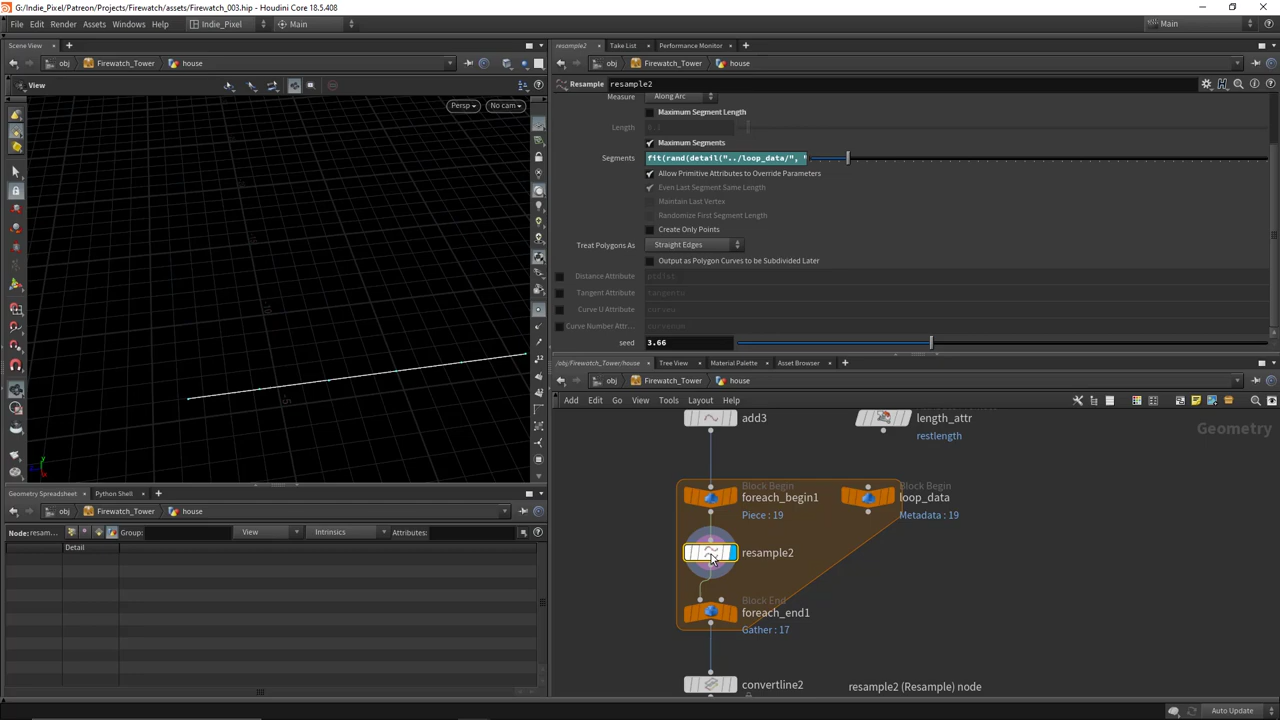 G:/Indie_Pixel/Patreon/Projects/Firewatch/assets/Firewatch_003.hip - Houdini Core 18.5.408
File Edit Render Assets Windows Help Indie_Pixel Main Main
Scene View
obj Firewatch_Tower house
View
Persp No cam
resample2 Take List Performance Monitor
obj Firewatch_Tower house
Resample resample2
Measure Along Arc
Maximum Segment Length
Length 0.1
Maximum Segments
Segments fit(rand(detail("../loop_data/", "
Allow Primitive Attributes to Override Parameters
Even Last Segment Same Length
Maintain Last Vertex
Randomize First Segment Length
Create Only Points
Treat Polygons As Straight Edges
Output as Polygon Curves to be Subdivided Later
Distance Attribute ptdist
Tangent Attribute tangentu
Curve U Attribute curveu
Curve Number Attr... curvenum
seed 3.66
/obj/Firewatch_Tower/house Tree View Material Palette Asset Browser
obj Firewatch_Tower house
Add Edit Go View Tools Layout Help
Geometry
add3
length_attr
restlength
Block Begin
foreach_begin1
Piece : 19
Block Begin
loop_data
Metadata : 19
resample2
Block End
foreach_end1
Gather : 17
convertline2
resample2 (Resample) node
Geometry Spreadsheet Python Shell
obj Firewatch_Tower house
Node: resam... Group: View Intrinsics Attributes:
Detail
Auto Update